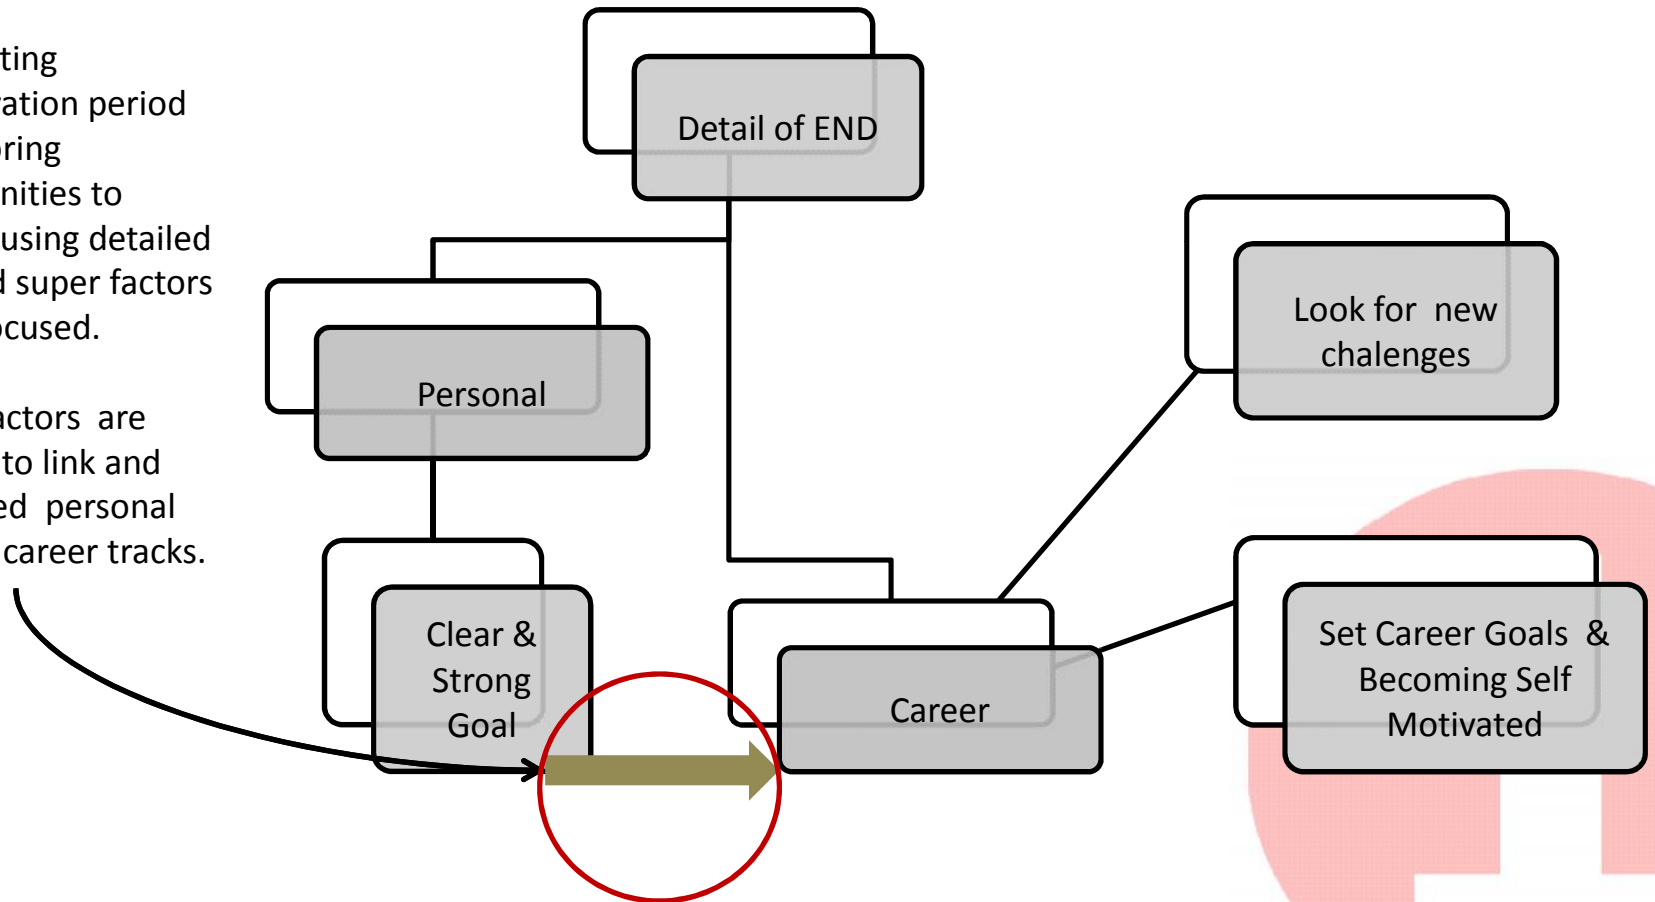 ting
ation period
oring
nities to
using detailed
d super factors
ocused.
actors are
to link and
ed personal
career tracks.
Detail of END
Personal
Clear &
Strong
Goal
Career
Look for new
chalenges
Set Career Goals &
Becoming Self
Motivated